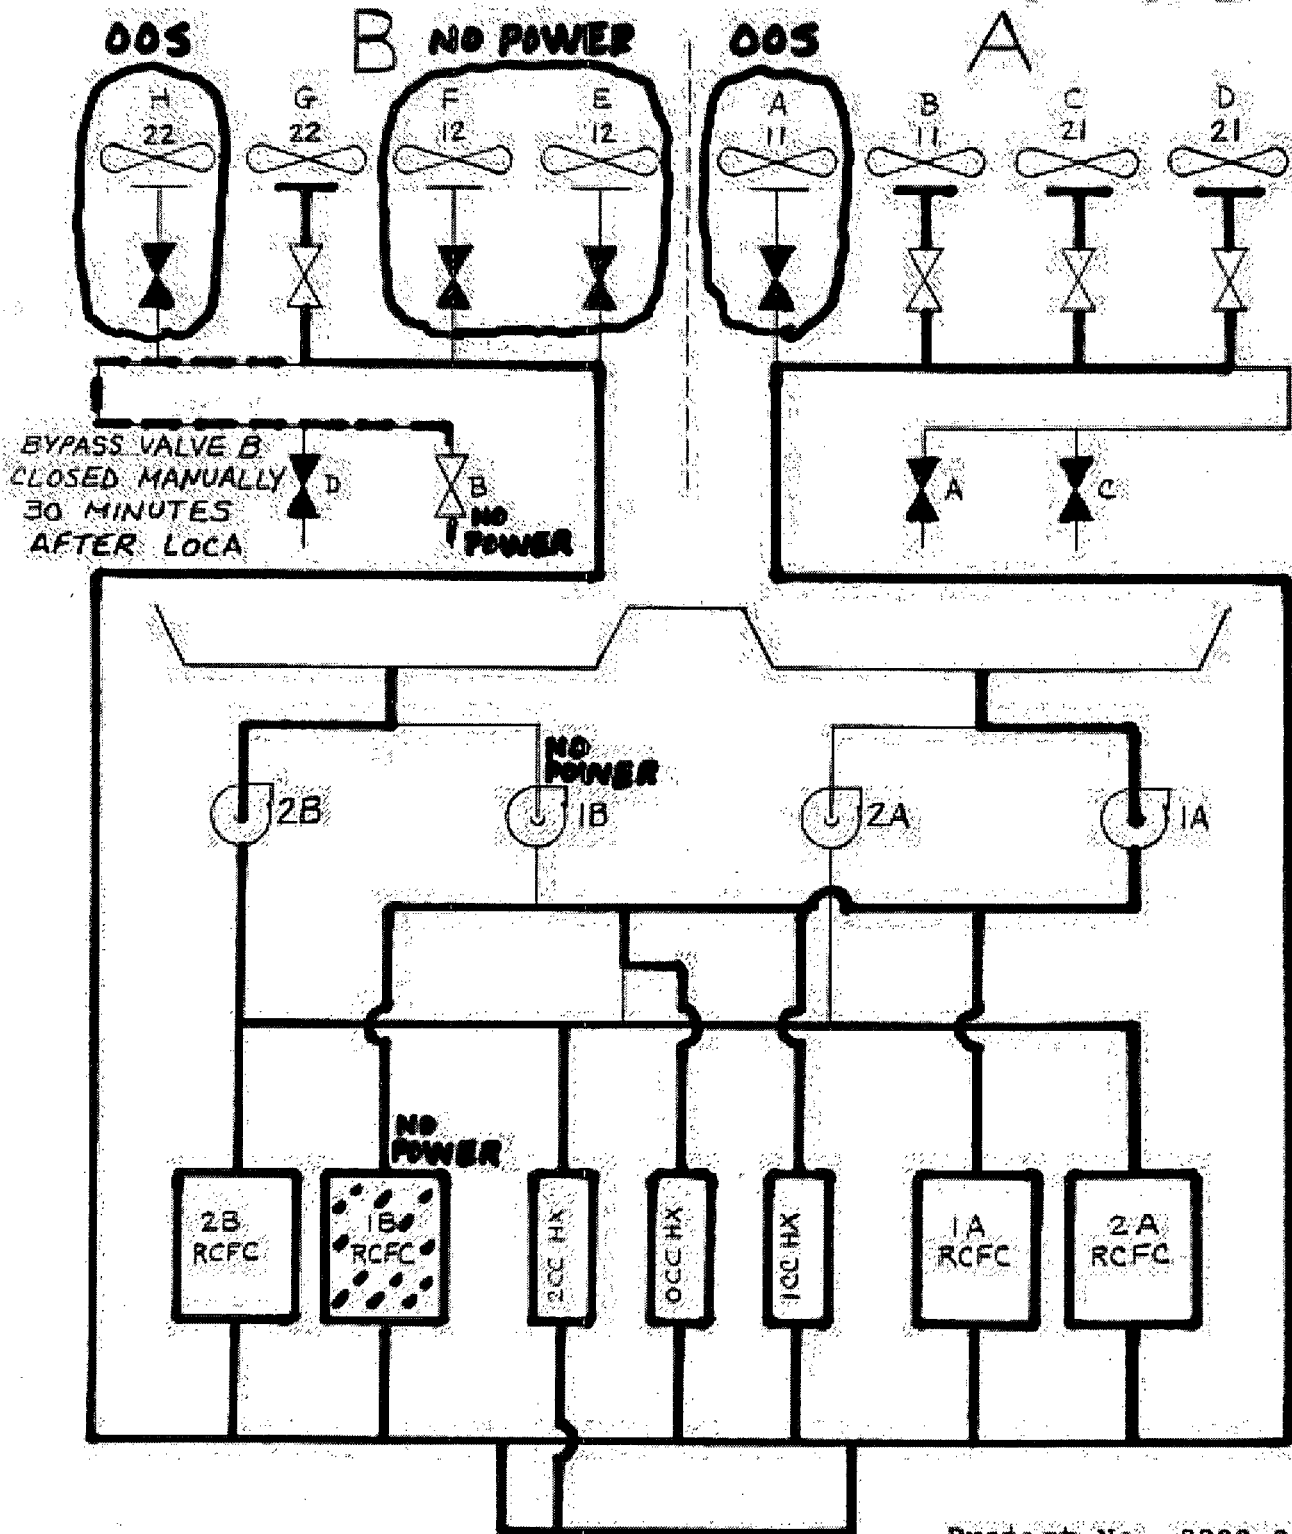 OOS
B
NO POWER
OOS
A
H
22
G
22
F
12
E
12
A
11
B
11
C
21
D
21
BYPASS VALVE B
CLOSED MANUALLY
30 MINUTES
AFTER LOCA
D
B
NO
POWER
A
C
NO
POWER
2B
1B
2A
1A
NO
POWER
2B
RCFC
1B
RCFC
2CC HX
0CC HX
1CC HX
1A
RCFC
2A
RCFC